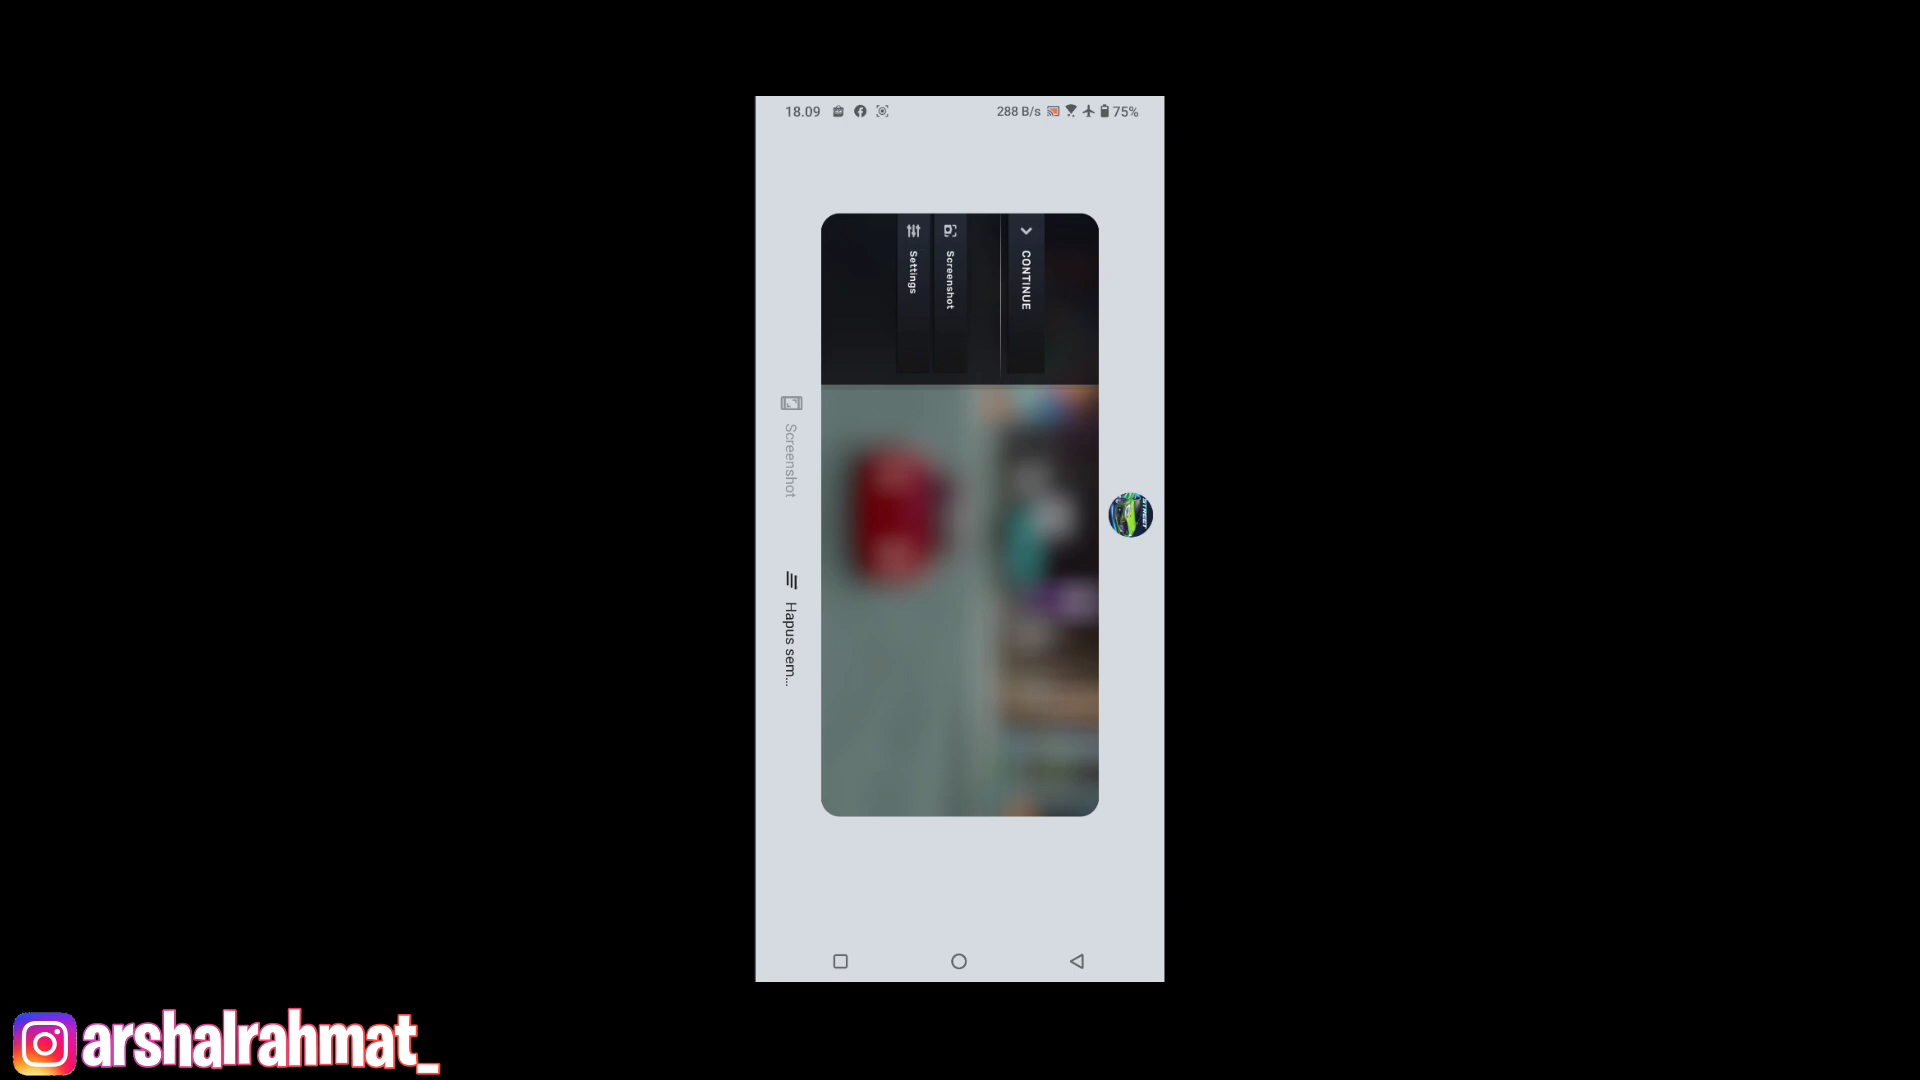 18.09
288 B/s
75%
CONTINUE
Screenshot
Settings
Screenshot
Hapus sem...
arshalrahmat_